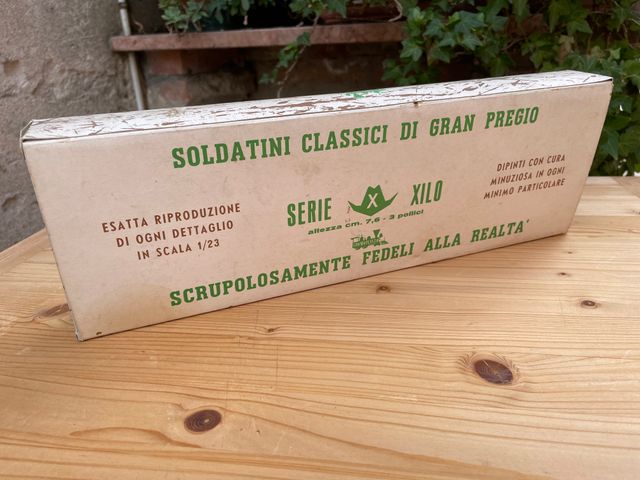 SOLDATINI CLASSICI DI GRAN PREGIO
ESATTA RIPRODUZIONE
DI OGNI DETTAGLIO
IN SCALA 1/23
SERIE X XILO
altezza cm. 7,6 - 3 pollici
DIPINTI CON CURA
MINUZIOSA IN OGNI
MINIMO PARTICOLARE
SCRUPOLOSAMENTE FEDELI ALLA REALTA'